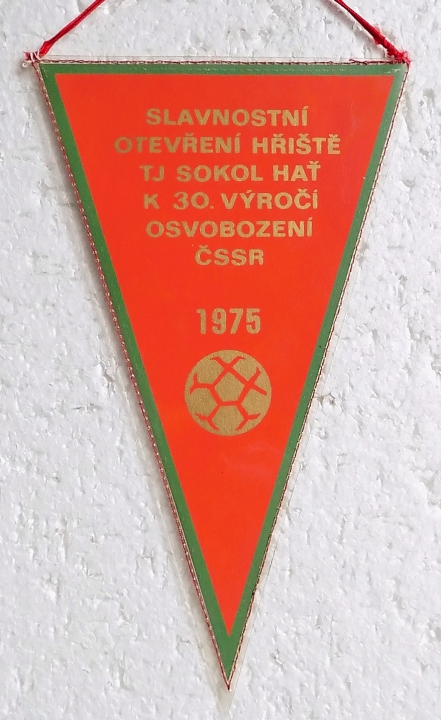 SLAVNOSTNÍ
OTEVŘENÍ HŘIŠTĚ
TJ SOKOL HAŤ
K 30. VÝROČÍ
OSVOBOZENÍ
ČSSR
1975